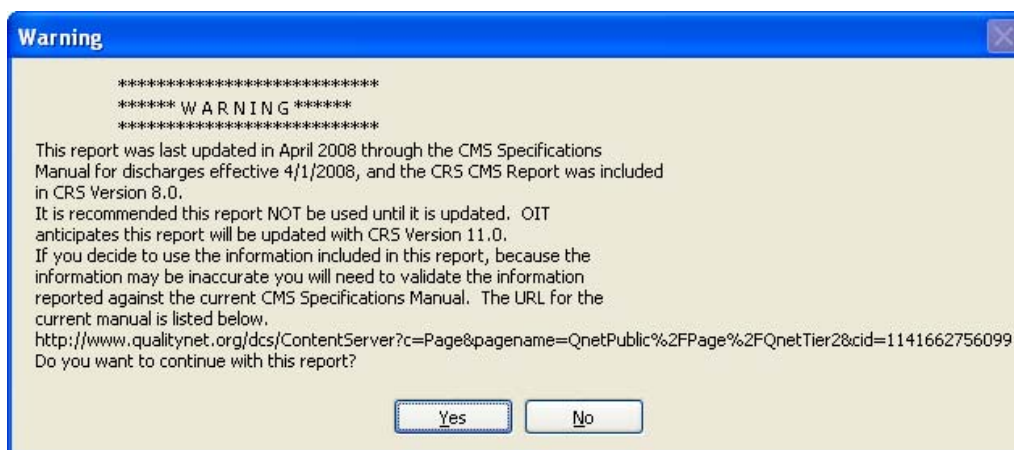 Warning
***************************
****** W A R N I N G ******
***************************
This report was last updated in April 2008 through the CMS Specifications
Manual for discharges effective 4/1/2008, and the CRS CMS Report was included
in CRS Version 8.0.
It is recommended this report NOT be used until it is updated.  OIT
anticipates this report will be updated with CRS Version 11.0.
If you decide to use the information included in this report, because the
information may be inaccurate you will need to validate the information
reported against the current CMS Specifications Manual.  The URL for the
current manual is listed below.
http://www.qualitynet.org/dcs/ContentServer?c=Page&pagename=QnetPublic%2FPage%2FQnetTier2&cid=1141662756099
Do you want to continue with this report?
Yes No